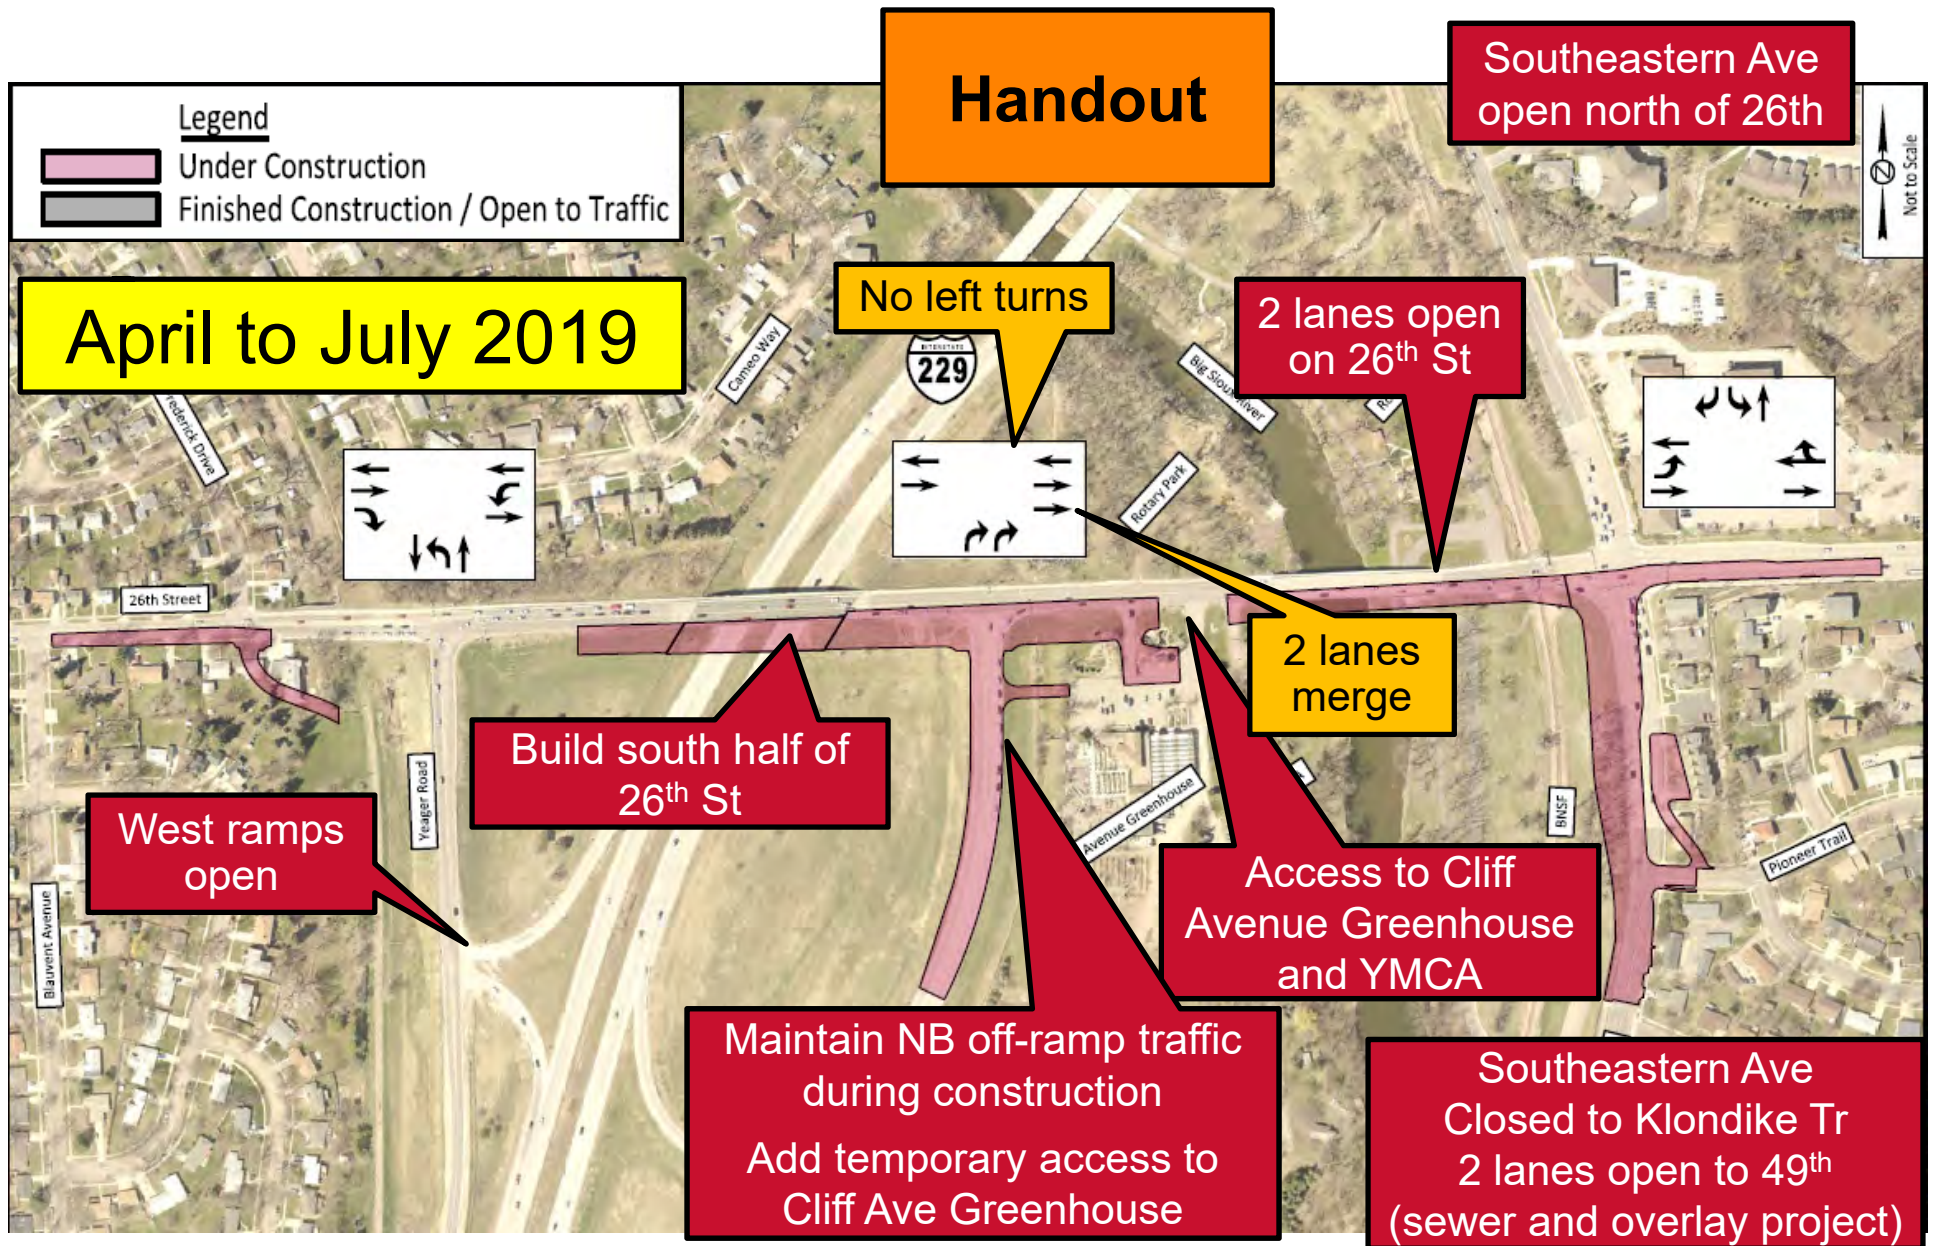 Handout
Southeastern Ave
open north of 26th
Legend
Under Construction
Finished Construction / Open to Traffic
Not to Scale
April to July 2019
No left turns
2 lanes open
on 26th St
INTERSTATE
229
Cameo Way
Frederick Drive
Big Sioux River
Rotary Park
26th Street
2 lanes
merge
Build south half of
26th St
West ramps
open
Yeager Road
Avenue Greenhouse
BNSF
Pioneer Trail
Blauvent Avenue
Access to Cliff
Avenue Greenhouse
and YMCA
Maintain NB off-ramp traffic
during construction
Add temporary access to
Cliff Ave Greenhouse
Southeastern Ave
Closed to Klondike Tr
2 lanes open to 49th
(sewer and overlay project)